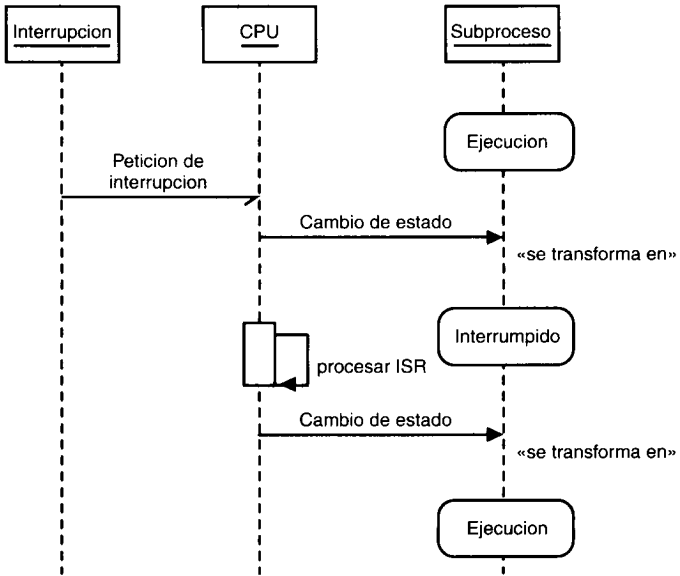 Interrupcion
CPU
Subproceso
Ejecucion
Peticion de
interrupcion
Cambio de estado
«se transforma en»
Interrumpido
procesar ISR
Cambio de estado
«se transforma en»
Ejecucion